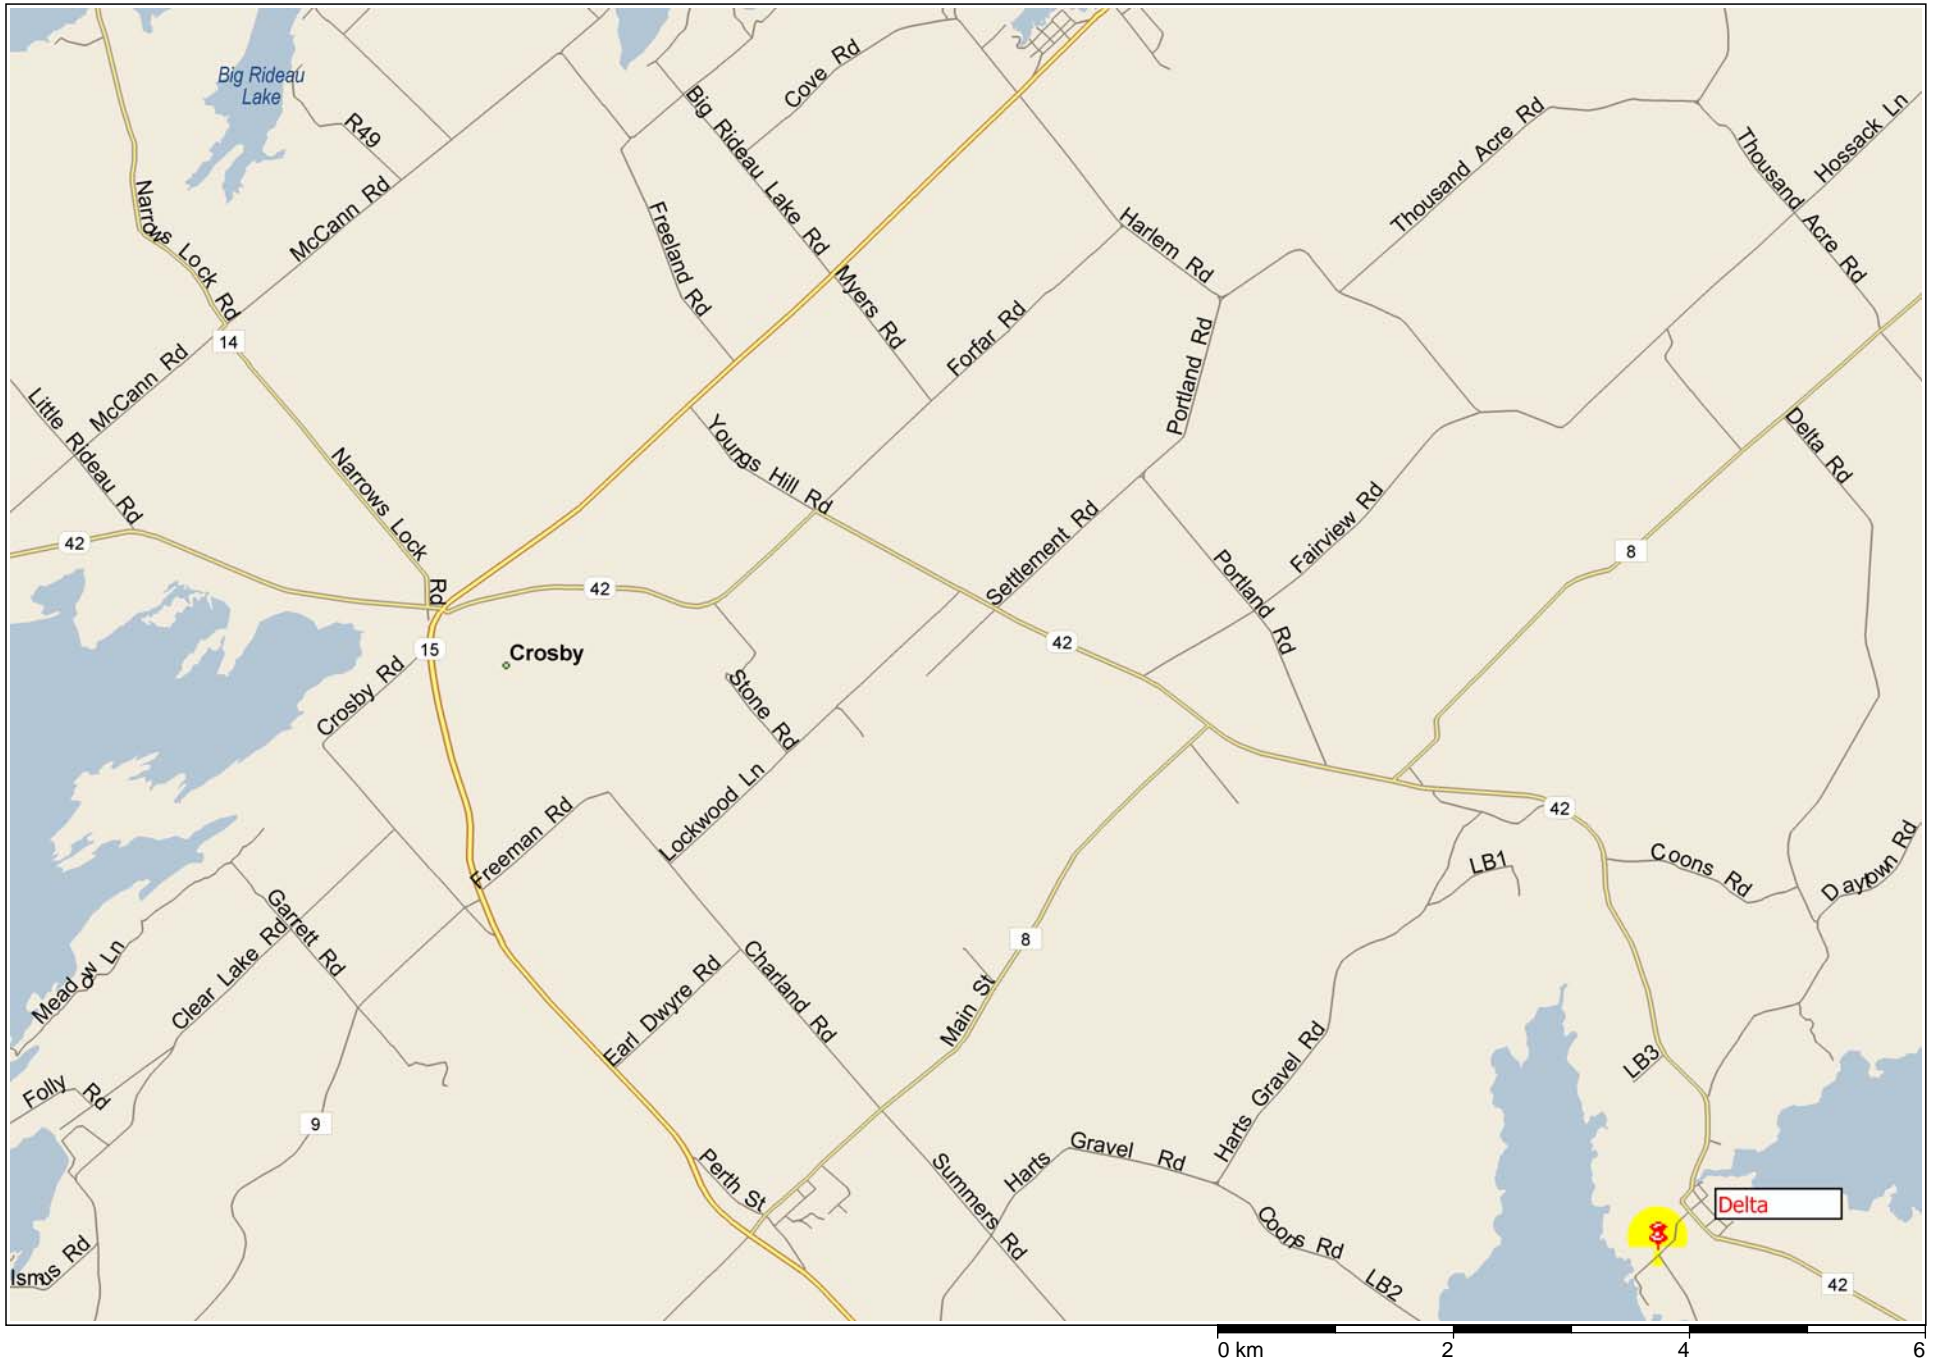 Big Rideau
Lake
R49
Cove Rd
Big Rideau Lake Rd
Thousand Acre Rd
Hossack Ln
Thousand Acre Rd
Narrows Lock Rd
McCann Rd
Freeland Rd
Myers Rd
Harlem Rd
Forfar Rd
Portland Rd
14
McCann Rd
Little Rideau Rd
Narrows Lock Rd
Youngs Hill Rd
Delta Rd
Settlement Rd
Fairview Rd
Portland Rd
8
42
42
42
15
Crosby
Crosby Rd
Stone Rd
Lockwood Ln
Freeman Rd
42
LB1
Coons Rd
Daytown Rd
Garrett Rd
Clear Lake Rd
Meadow Ln
8
Main St
Charland Rd
Earl Dwyre Rd
Harts Gravel Rd
LB3
Folly Rd
9
Perth St
Summers Rd
Harts Gravel Rd
Coons Rd
LB2
Delta
Ismus Rd
42
0 km 2 4 6